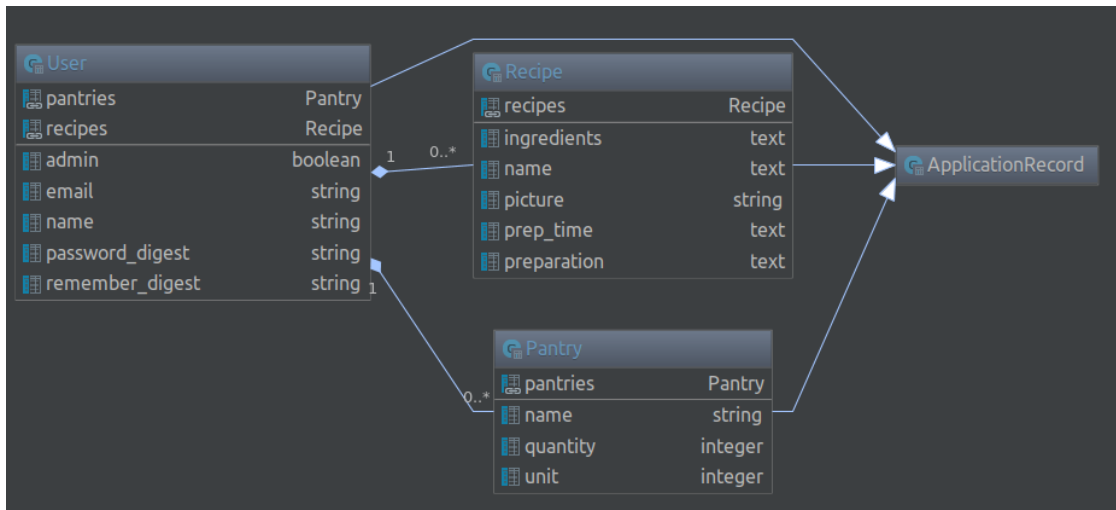 User
pantries Pantry
recipes Recipe
admin boolean
email string
name string
password_digest string
remember_digest string
1 0..*
1
0..*
Recipe
recipes Recipe
ingredients text
name text
picture string
prep_time text
preparation text
Pantry
pantries Pantry
name string
quantity integer
unit integer
ApplicationRecord